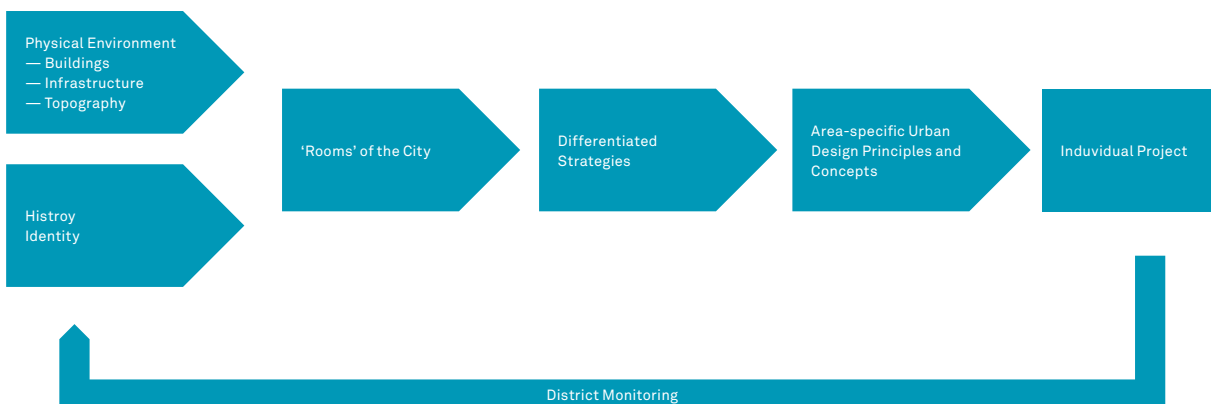 Physical Environment
— Buildings
— Infrastructure
— Topography
Histroy
Identity
‘Rooms’ of the City
Differentiated
Strategies
Area-specific Urban
Design Principles and
Concepts
Induvidual Project
District Monitoring